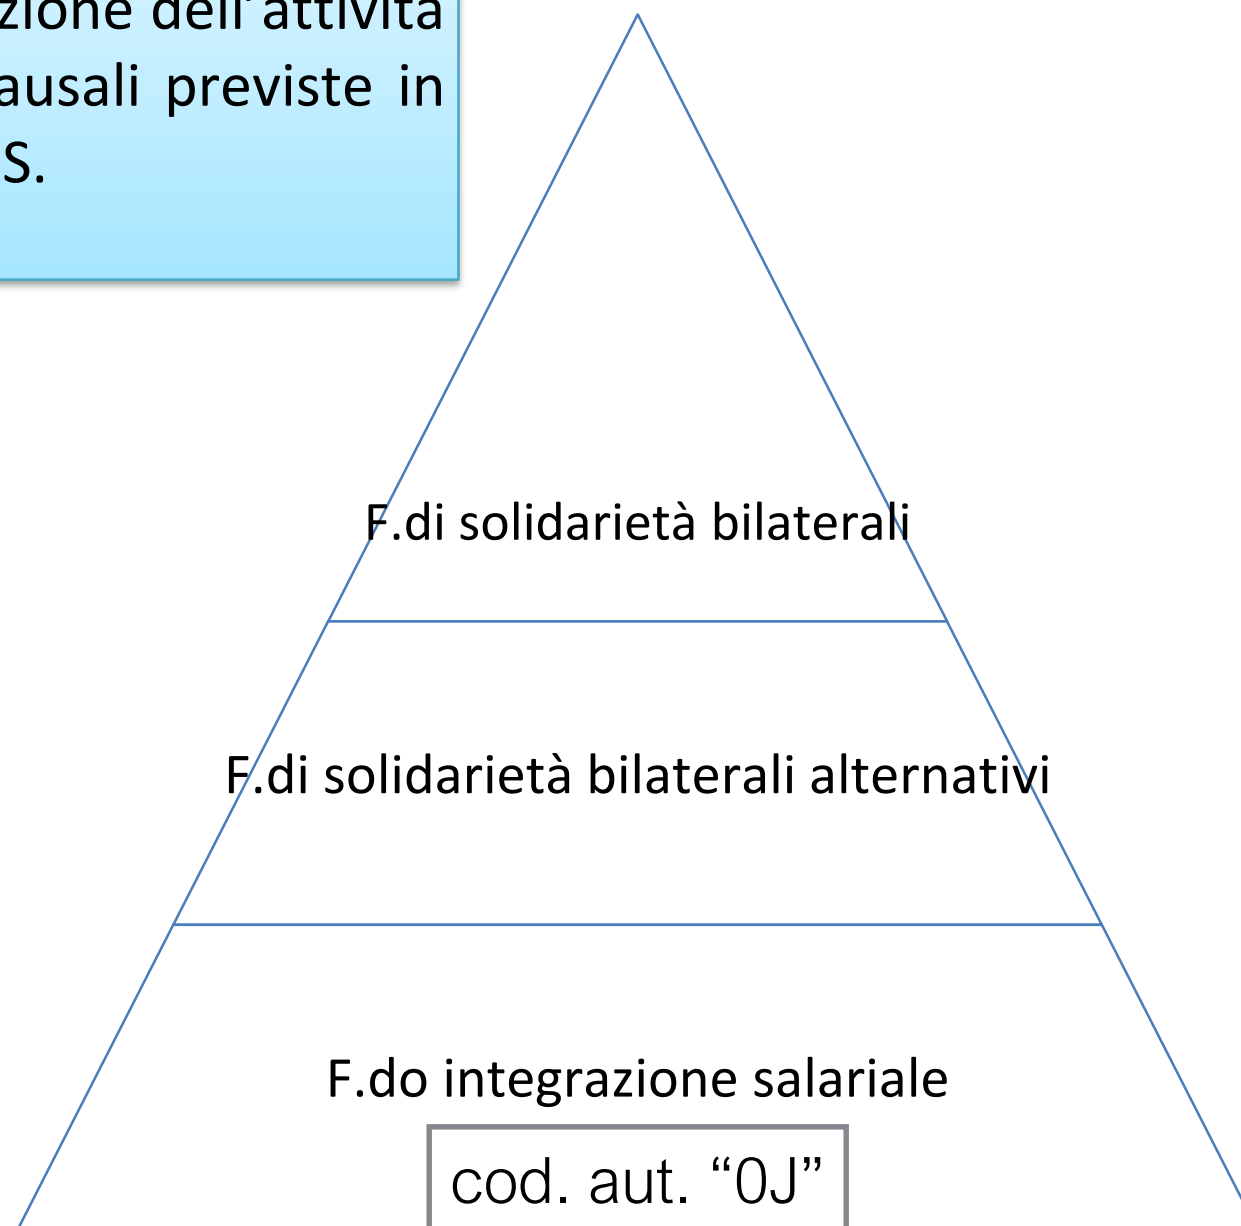 zione dell'attività
ausali previste in
S.
F.di solidarietà bilaterali
F.di solidarietà bilaterali alternativi
F.do integrazione salariale
cod. aut. “0J”